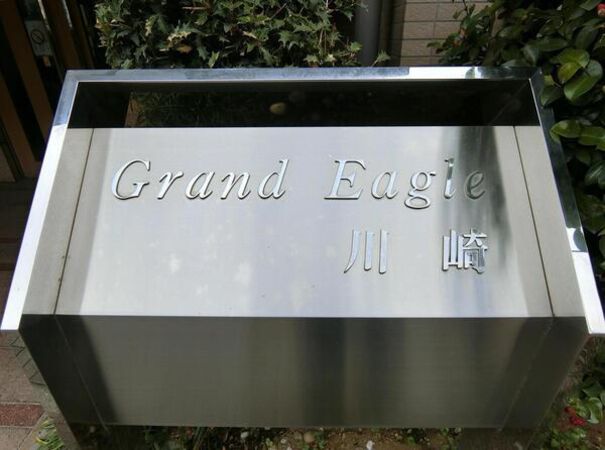 Grand Eagle
川崎